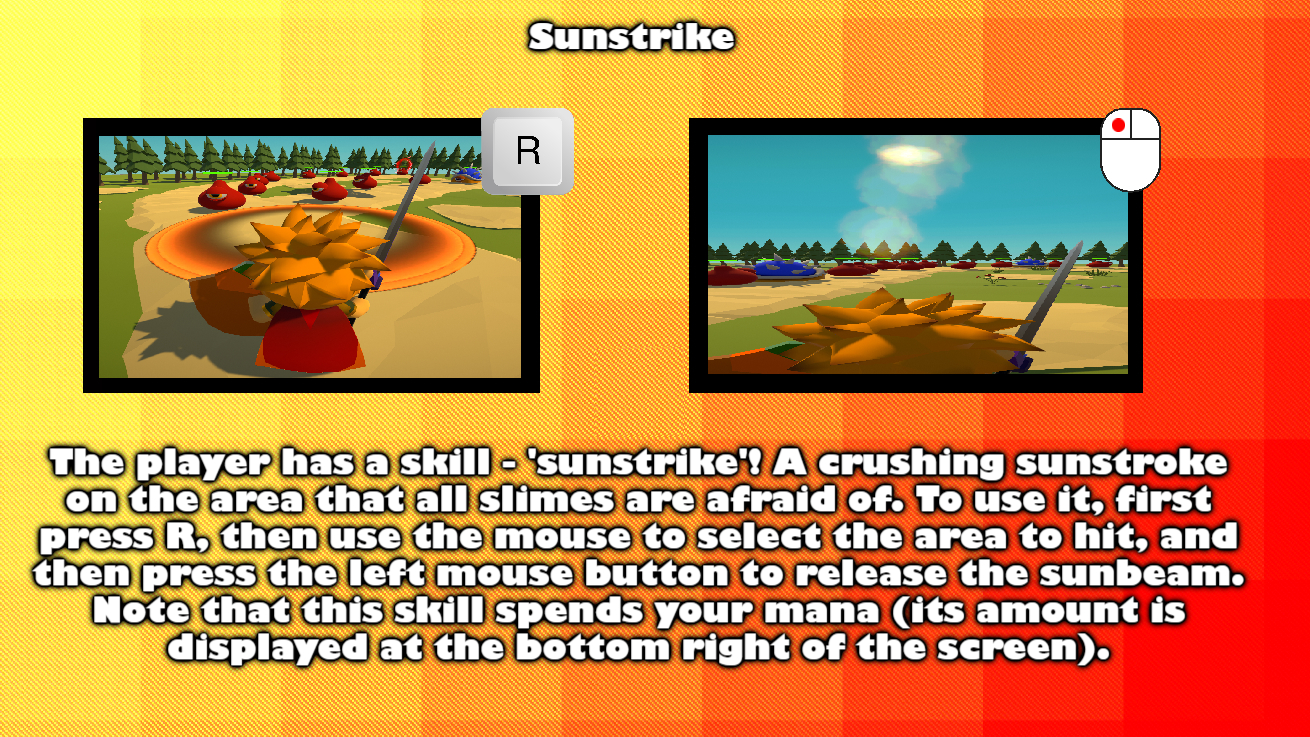 Sunstrike
R
The player has a skill - 'sunstrike'! A crushing sunstroke
on the area that all slimes are afraid of. To use it, first
press R, then use the mouse to select the area to hit, and
then press the left mouse button to release the sunbeam.
Note that this skill spends your mana (its amount is
displayed at the bottom right of the screen).